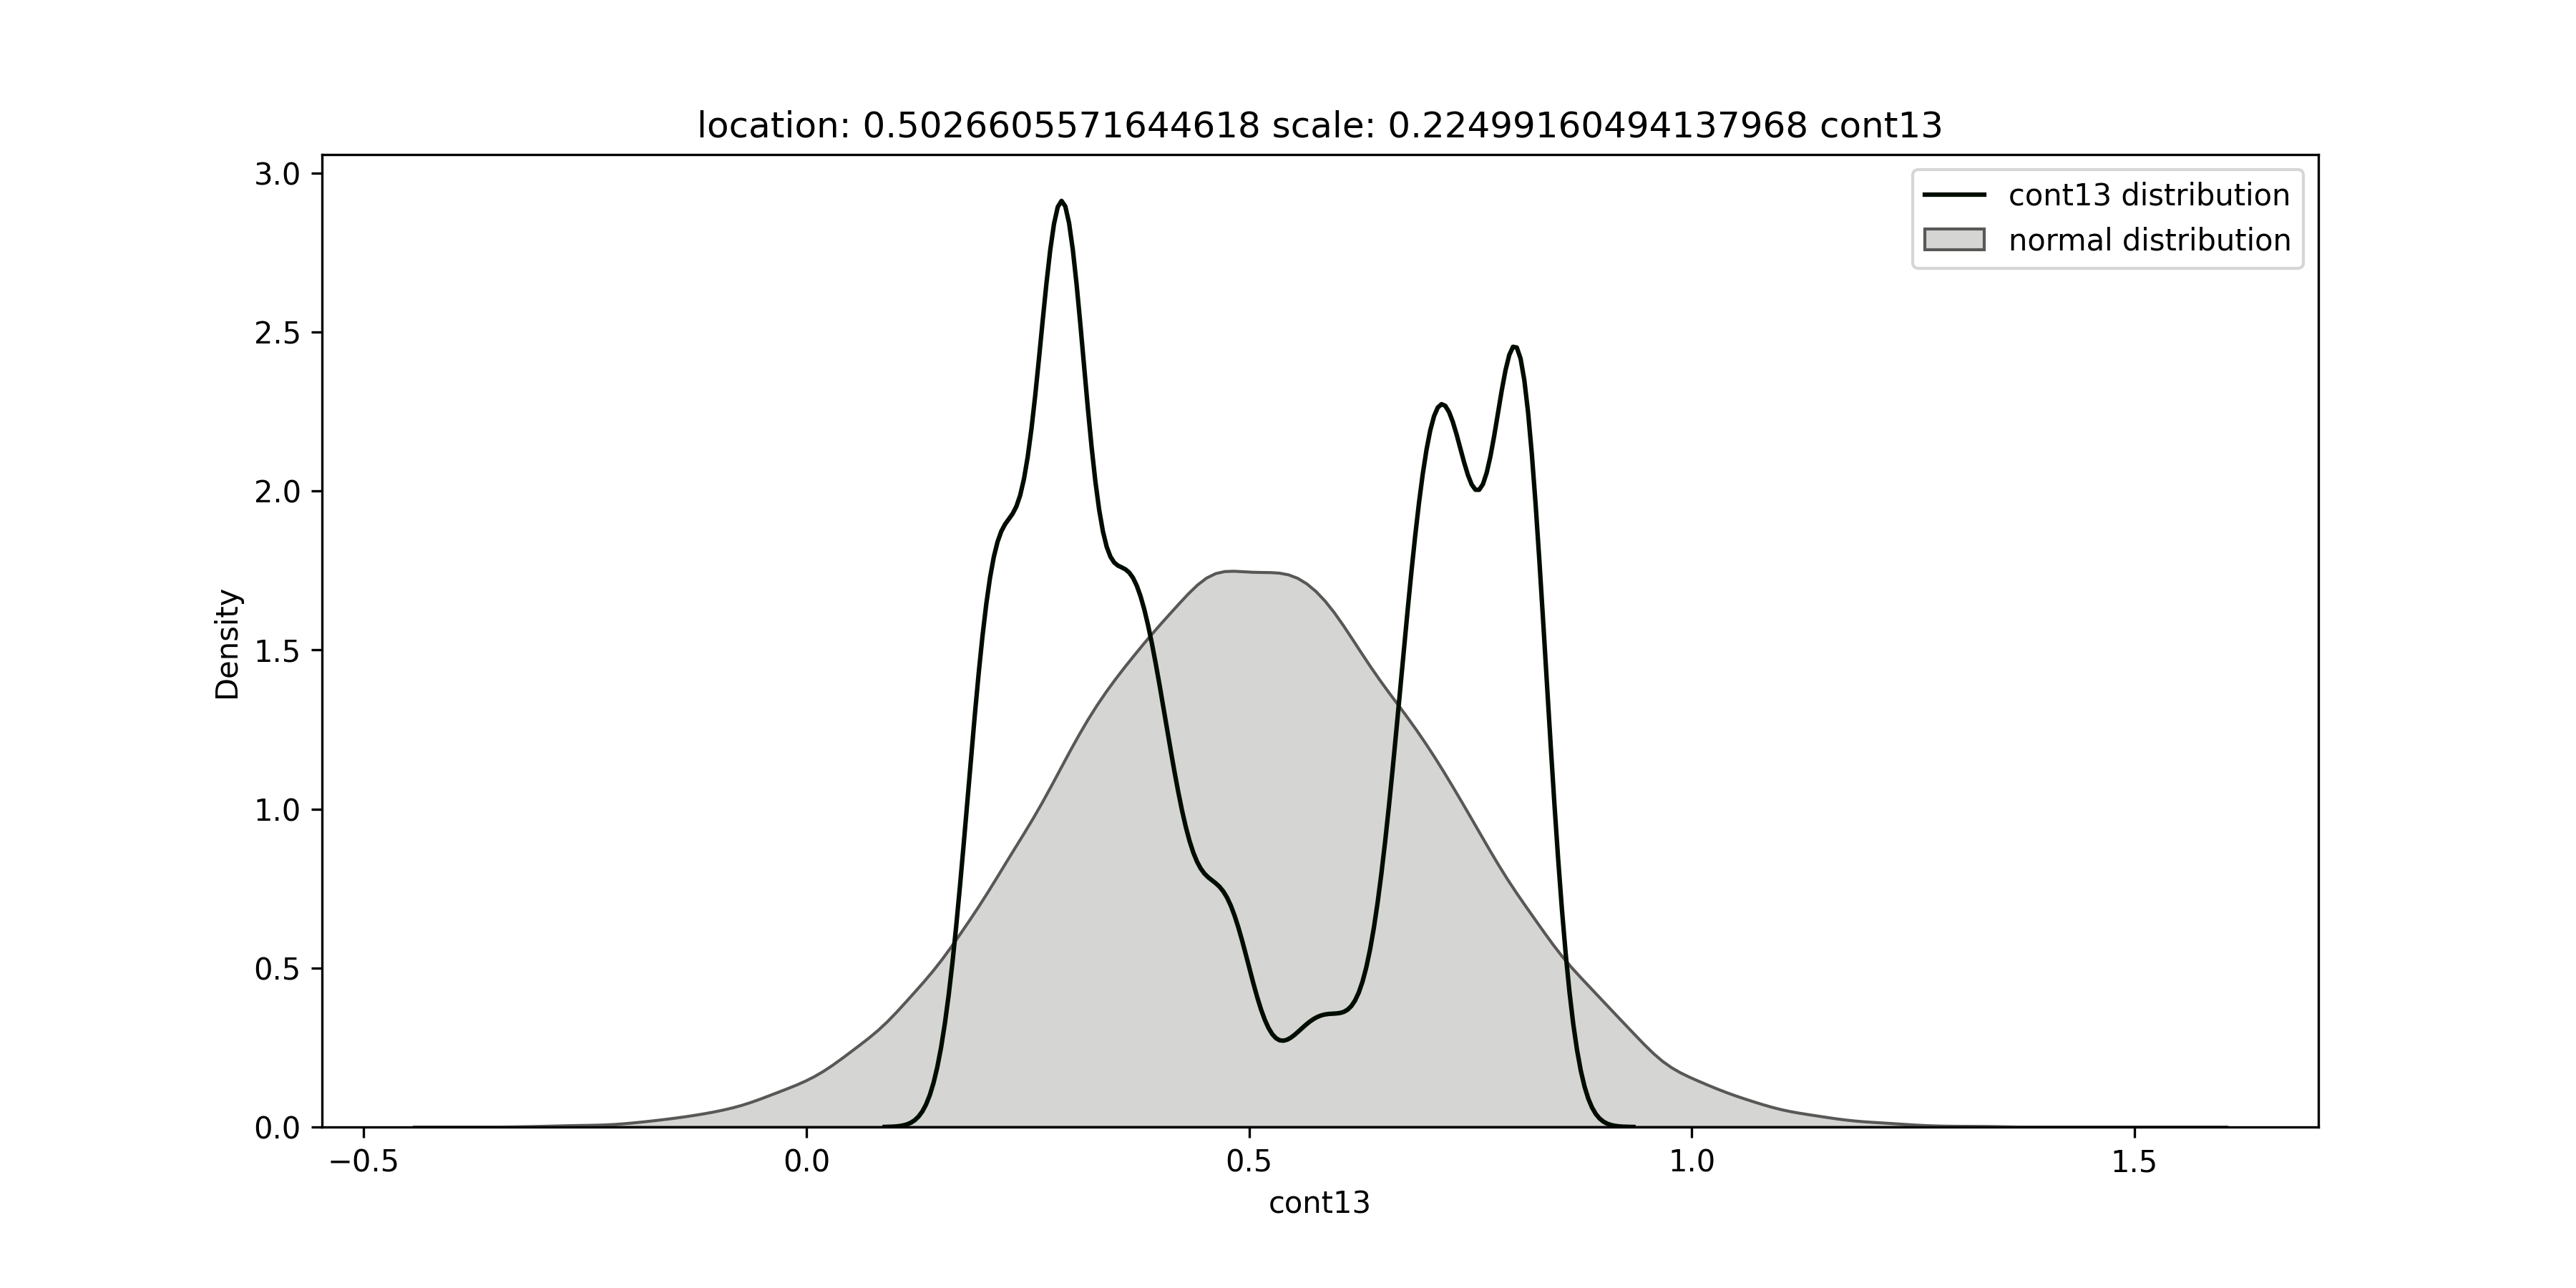 location: 0.5026605571644618 scale: 0.22499160494137968 cont13
cont13 distribution
normal distribution
3.0
2.5
2.0
1.5
1.0
0.5
0.0
Density
−0.5
0.0
0.5
1.0
1.5
cont13